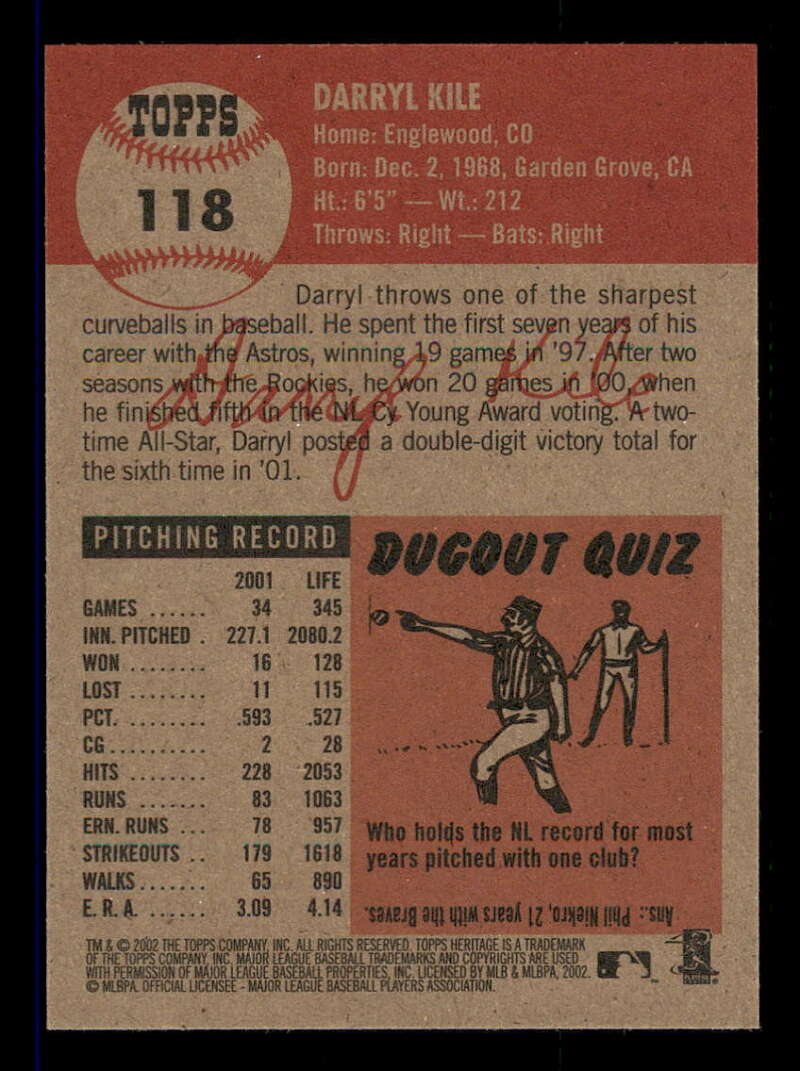 TOPPS
118
DARRYL KILE
Home: Englewood, CO
Born: Dec. 2, 1968, Garden Grove, CA
Ht.: 6'5" — Wt.: 212
Throws: Right — Bats: Right
Darryl throws one of the sharpest
curveballs in baseball. He spent the first seven years of his
career with the Astros, winning 19 games in '97. After two
seasons with the Rockies, he won 20 games in '00, when
he finished fifth in the NL Cy Young Award voting. A two-
time All-Star, Darryl posted a double-digit victory total for
the sixth time in '01.
Darryl Kile
PITCHING RECORD
2001 LIFE
GAMES ...... 34 345
INN. PITCHED . 227.1 2080.2
WON ........ 16 128
LOST ........ 11 115
PCT. ........ .593 .527
CG .......... 2 28
HITS ........ 228 2053
RUNS ....... 83 1063
ERN. RUNS ... 78 957
STRIKEOUTS .. 179 1618
WALKS ....... 65 890
E. R. A. ...... 3.09 4.14
DUGOUT QUIZ
Who holds the NL record for most
years pitched with one club?
Ans.: Phil Niekro, 21 years with the Braves.
TM & © 2002 THE TOPPS COMPANY, INC. ALL RIGHTS RESERVED. TOPPS HERITAGE IS A TRADEMARK
OF THE TOPPS COMPANY, INC. MAJOR LEAGUE BASEBALL TRADEMARKS AND COPYRIGHTS ARE USED
WITH PERMISSION OF MAJOR LEAGUE BASEBALL PROPERTIES, INC. LICENSED BY MLB & MLBPA, 2002.
© MLBPA. OFFICIAL LICENSEE - MAJOR LEAGUE BASEBALL PLAYERS ASSOCIATION.